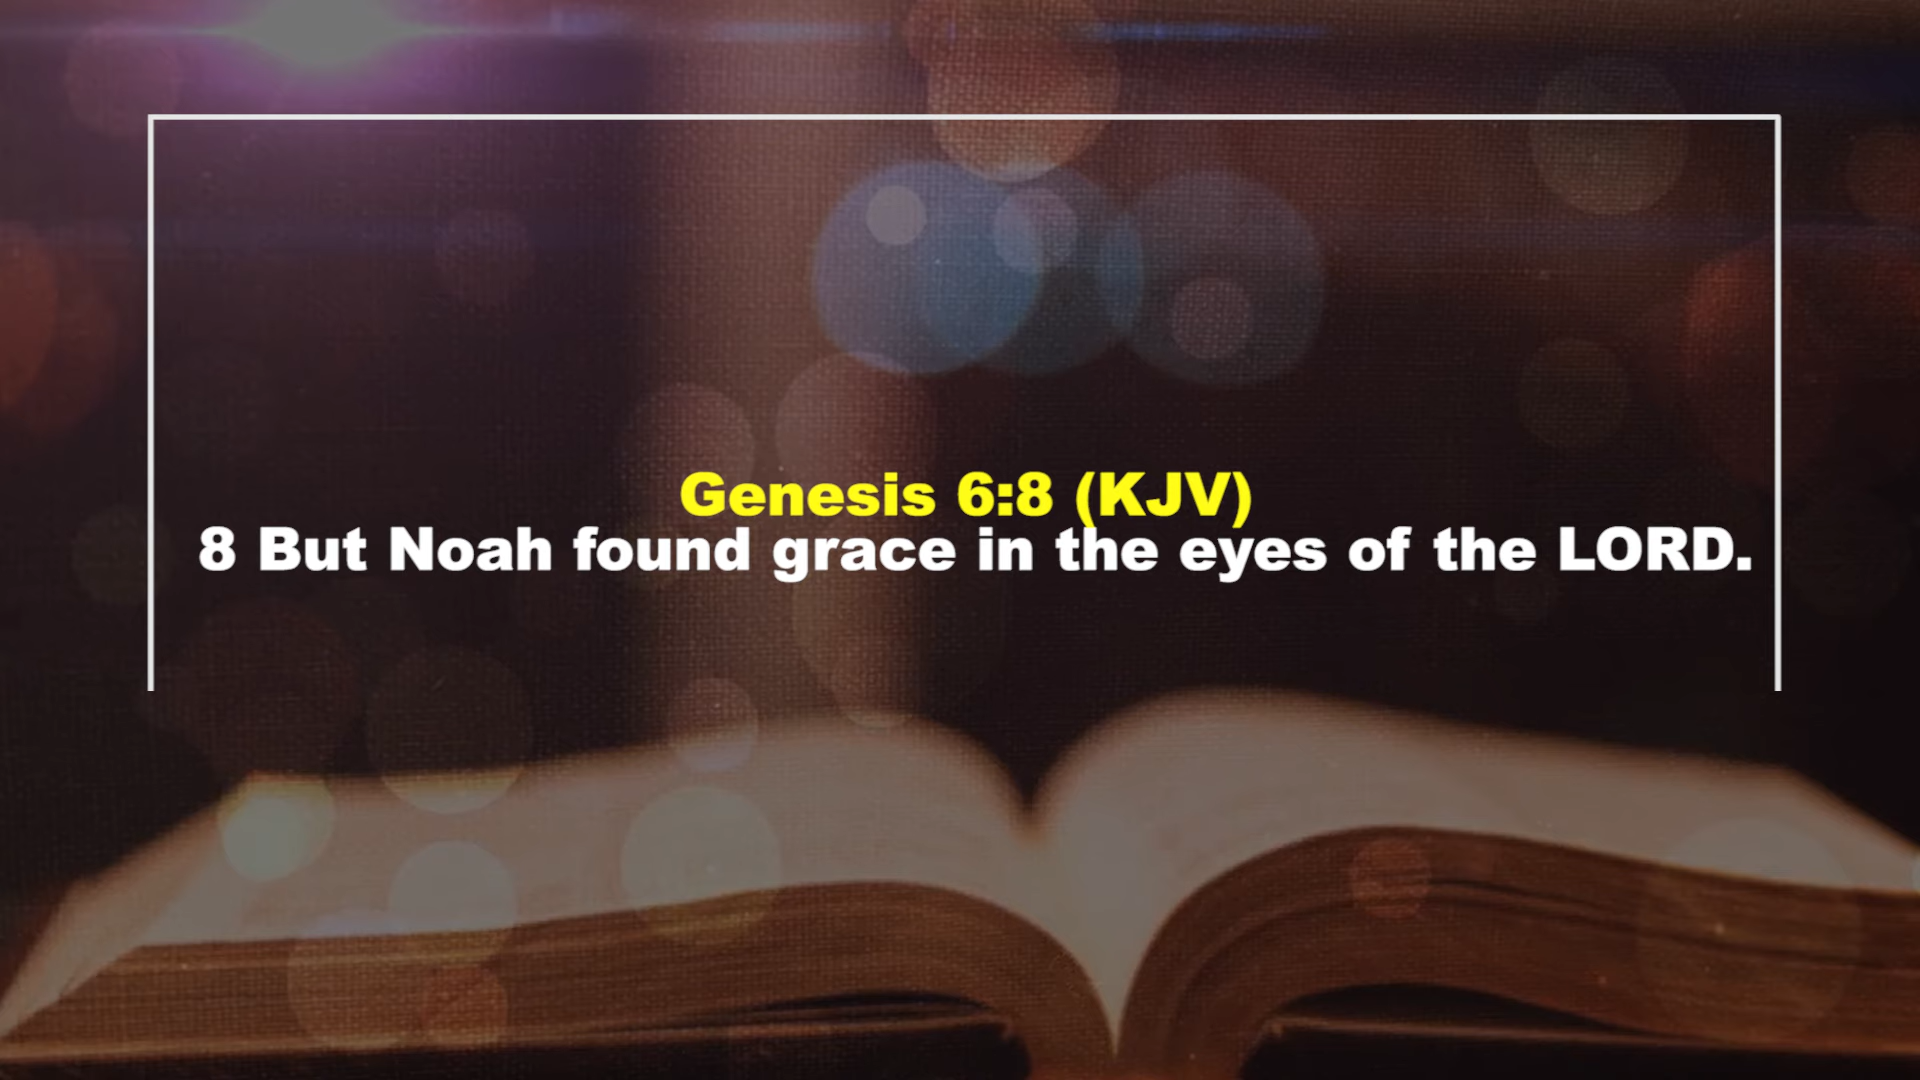 Genesis 6:8 (KJV)
8 But Noah found grace in the eyes of the LORD.